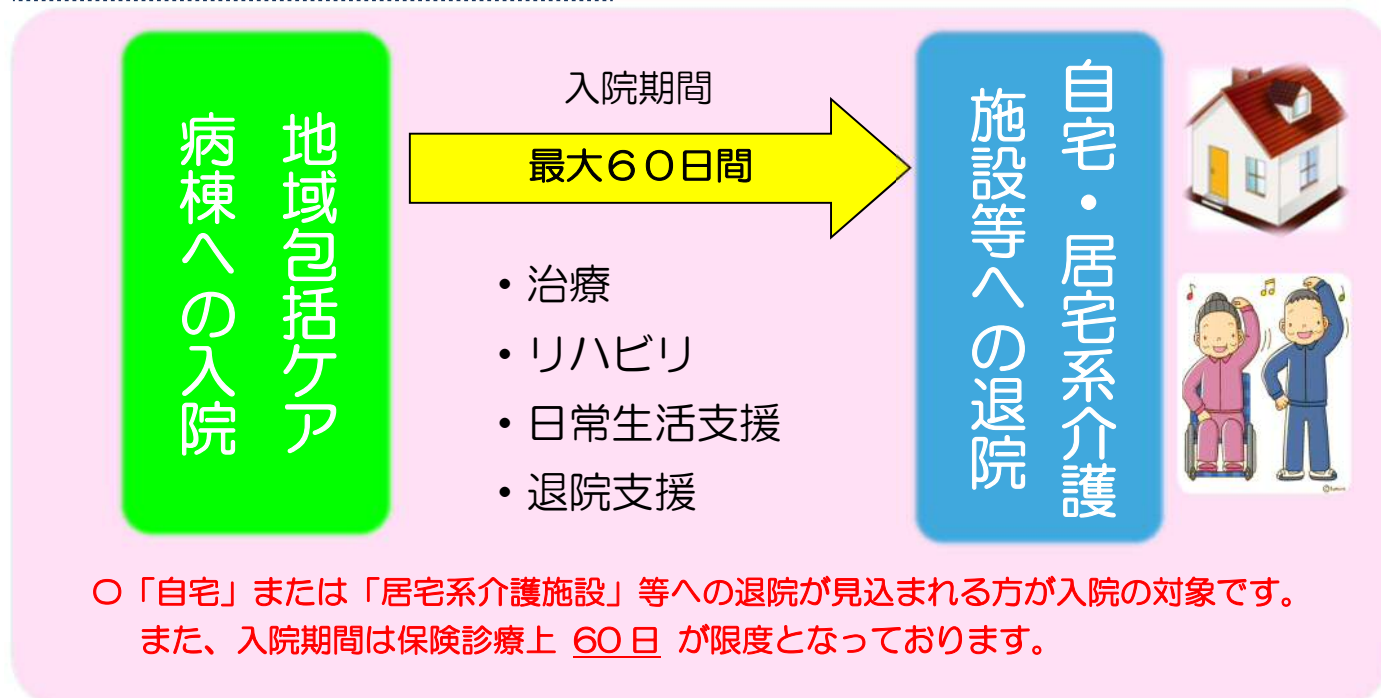 地域包括ケア
病棟への入院
入院期間
最大60日間
・治療
・リハビリ
・日常生活支援
・退院支援
自宅・居宅系介護
施設等への退院
○「自宅」または「居宅系介護施設」等への退院が見込まれる方が入院の対象です。
また、入院期間は保険診療上 60日 が限度となっております。